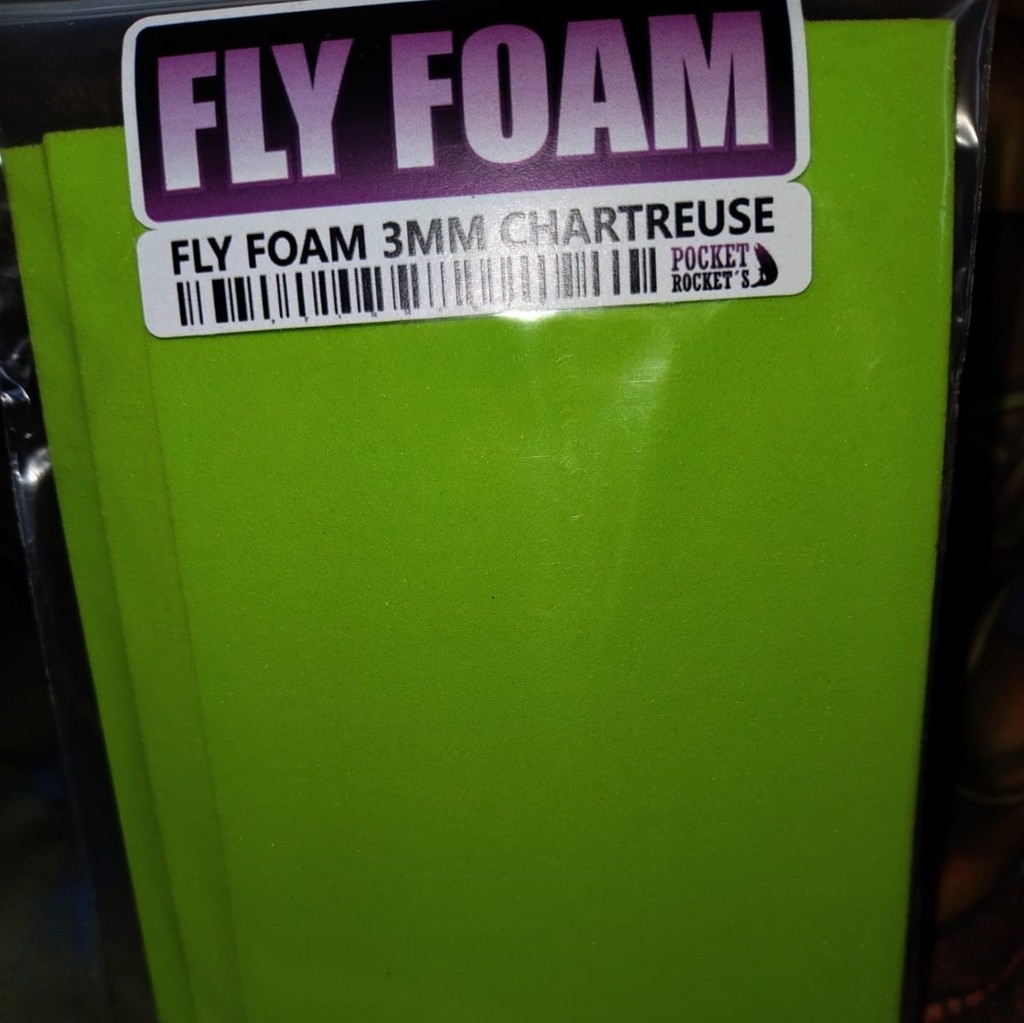 FLY FOAM
FLY FOAM 3MM CHARTREUSE
POCKET
ROCKET´S